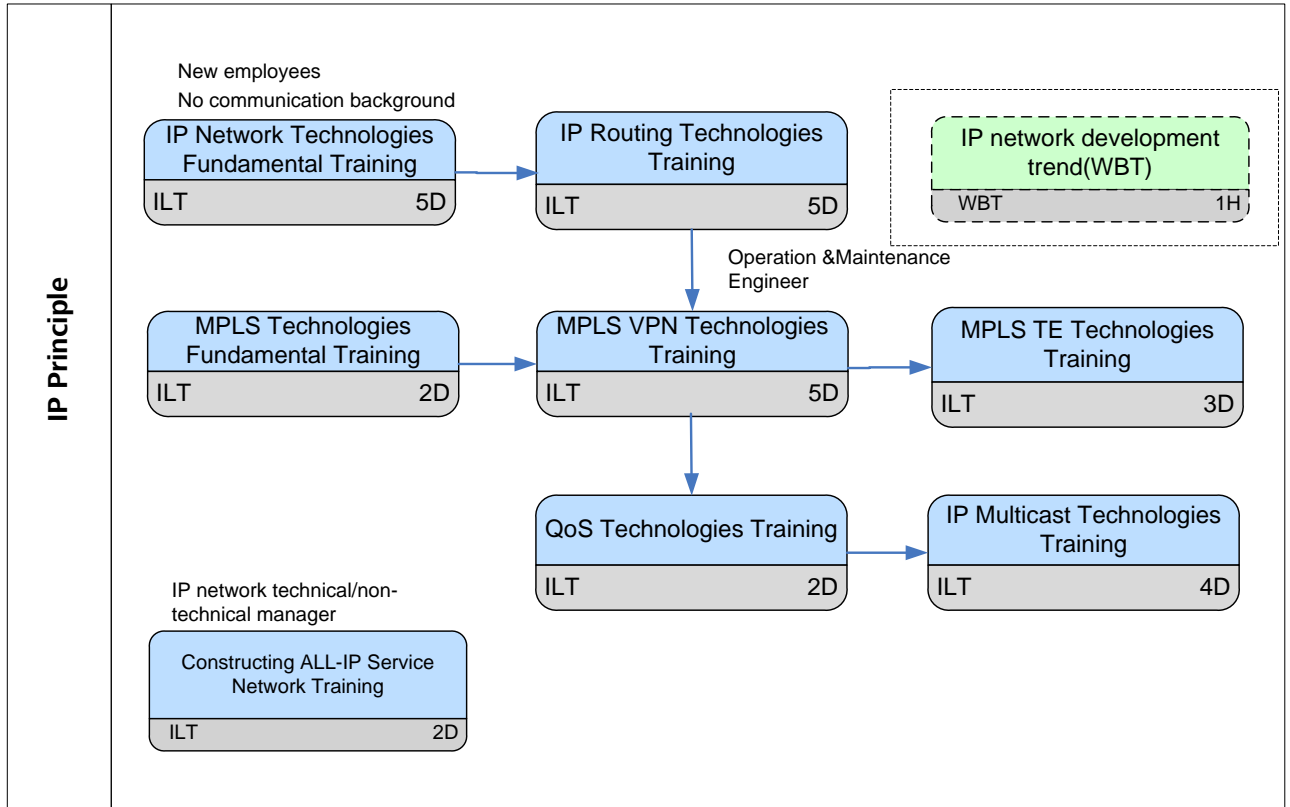 IP Principle
New employees
No communication background
IP Network Technologies
Fundamental Training
ILT 5D
IP Routing Technologies
Training
ILT 5D
IP network development
trend(WBT)
WBT 1H
Operation &Maintenance
Engineer
MPLS Technologies
Fundamental Training
ILT 2D
MPLS VPN Technologies
Training
ILT 5D
MPLS TE Technologies
Training
ILT 3D
QoS Technologies Training
ILT 2D
IP Multicast Technologies
Training
ILT 4D
IP network technical/non-
technical manager
Constructing ALL-IP Service
Network Training
ILT 2D